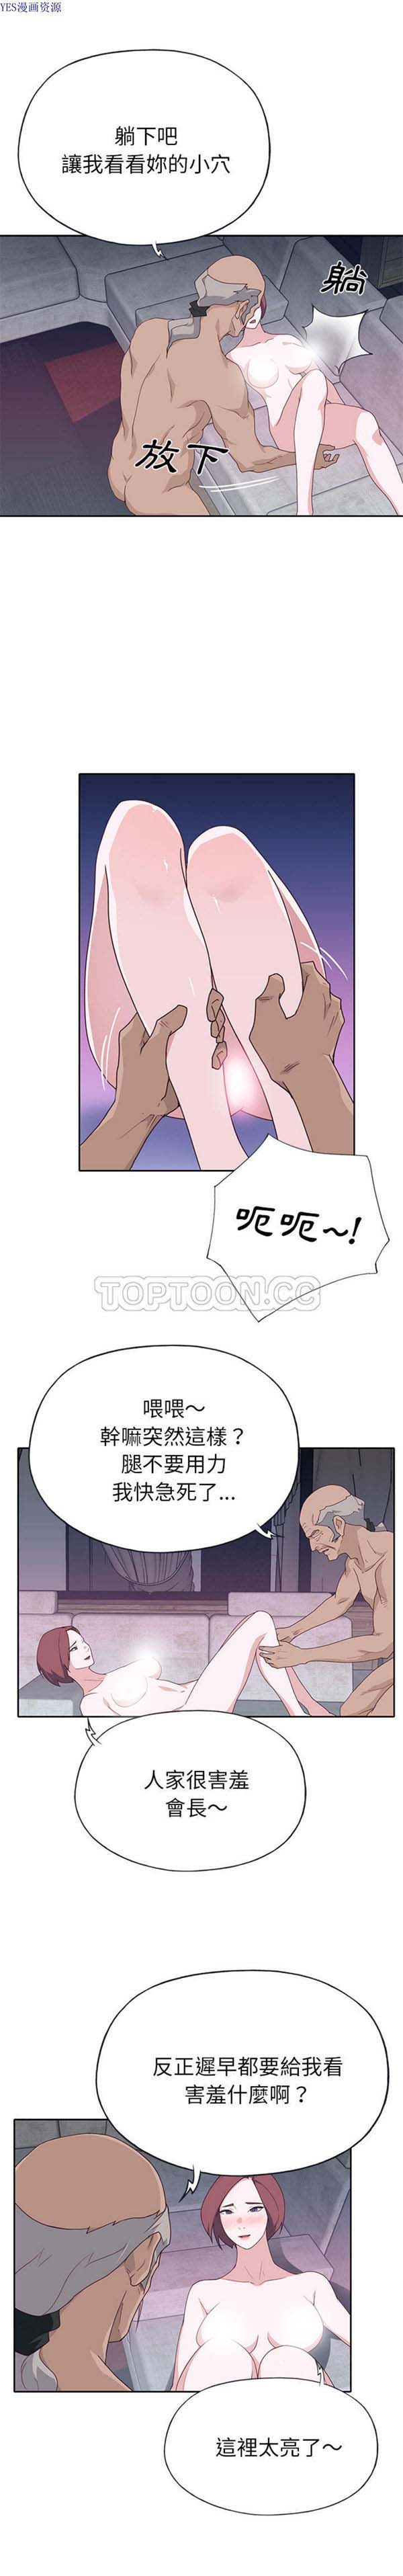 YES漫画资源
躺下吧
讓我看看妳的小穴
躺
放下
呃呃~!
TOPTOON.CC
喂喂～
幹嘛突然這樣？
腿不要用力
我快急死了...
人家很害羞
會長～
反正遲早都要給我看
害羞什麼啊？
這裡太亮了～